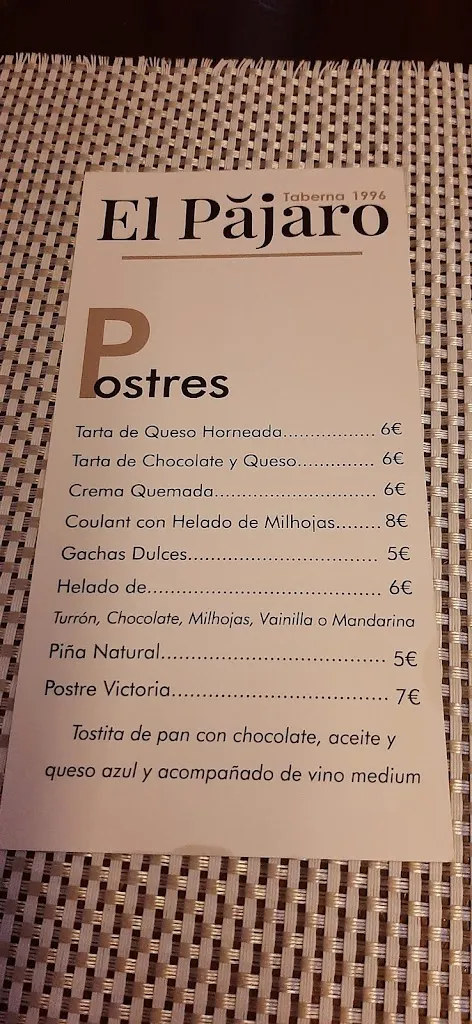 Taberna 1996
El Păjaro
Postres
Tarta de Queso Horneada................ 6€
Tarta de Chocolate y Queso............. 6€
Crema Quemada........................... 6€
Coulant con Helado de Milhojas....... 8€
Gachas Dulces.............................. 5€
Helado de.................................... 6€
Turrón, Chocolate, Milhojas, Vainilla o Mandarina
Piña Natural.................................. 5€
Postre Victoria................................ 7€
Tostita de pan con chocolate, aceite y
queso azul y acompañado de vino medium